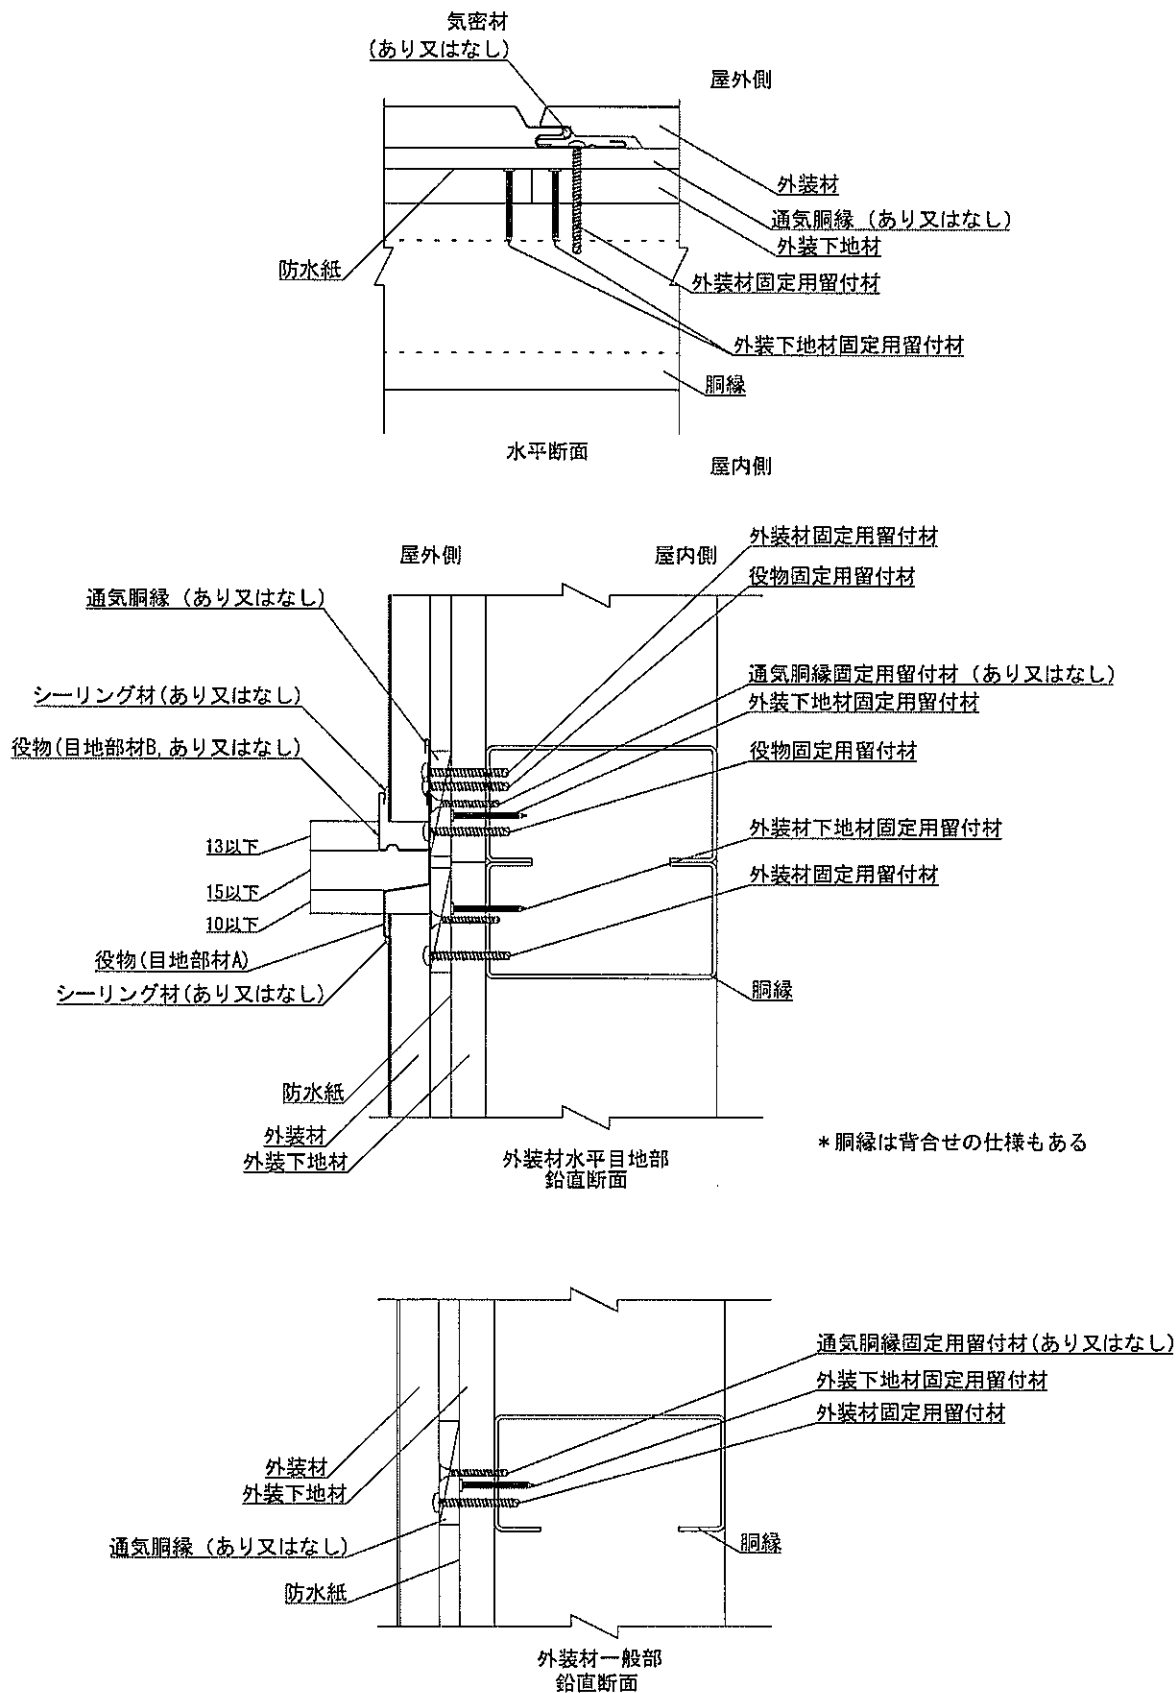 気密材
(あり又はなし)
屋外側
外装材
通気胴縁 (あり又はなし)
外装下地材
防水紙
外装材固定用留付材
外装下地材固定用留付材
胴縁
水平断面
屋内側
屋外側
屋内側
外装材固定用留付材
役物固定用留付材
通気胴縁 (あり又はなし)
通気胴縁固定用留付材 (あり又はなし)
シーリング材(あり又はなし)
外装下地材固定用留付材
役物(目地部材B, あり又はなし)
役物固定用留付材
外装材下地材固定用留付材
13以下
外装材固定用留付材
15以下
10以下
役物(目地部材A)
シーリング材(あり又はなし)
胴縁
防水紙
外装材
外装下地材
*胴縁は背合せの仕様もある
外装材水平目地部
鉛直断面
通気胴縁固定用留付材(あり又はなし)
外装下地材固定用留付材
外装材固定用留付材
外装材
外装下地材
通気胴縁 (あり又はなし)
胴縁
防水紙
外装材一般部
鉛直断面